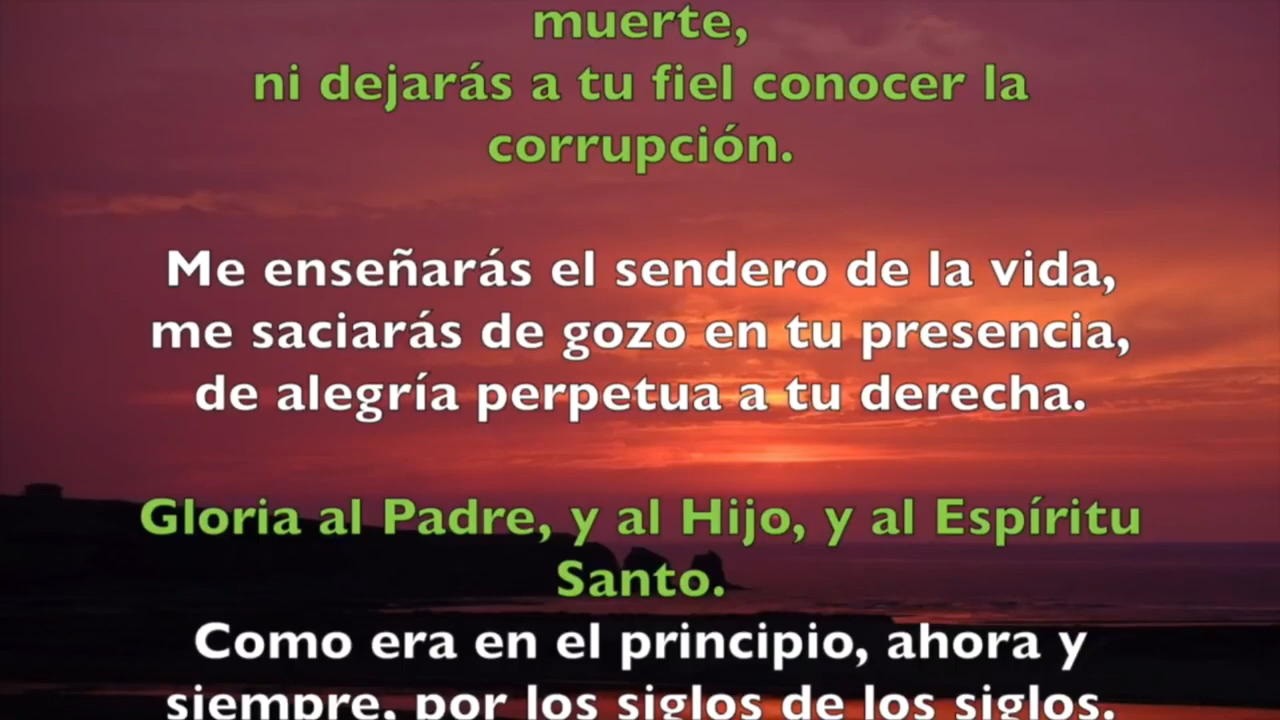 muerte,
ni dejarás a tu fiel conocer la
corrupción.
Me enseñarás el sendero de la vida,
me saciarás de gozo en tu presencia,
de alegría perpetua a tu derecha.
Gloria al Padre, y al Hijo, y al Espíritu
Santo.
Como era en el principio, ahora y
siempre, por los siglos de los siglos.